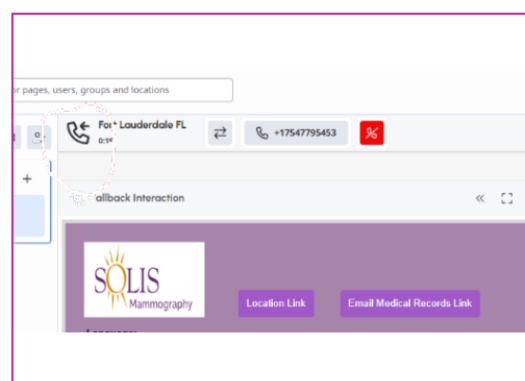 or pages, users, groups and locations
Fort Lauderdale FL
+17547795453
allback Interaction
SOLIS
Mammography
Location Link
Email Medical Records Link